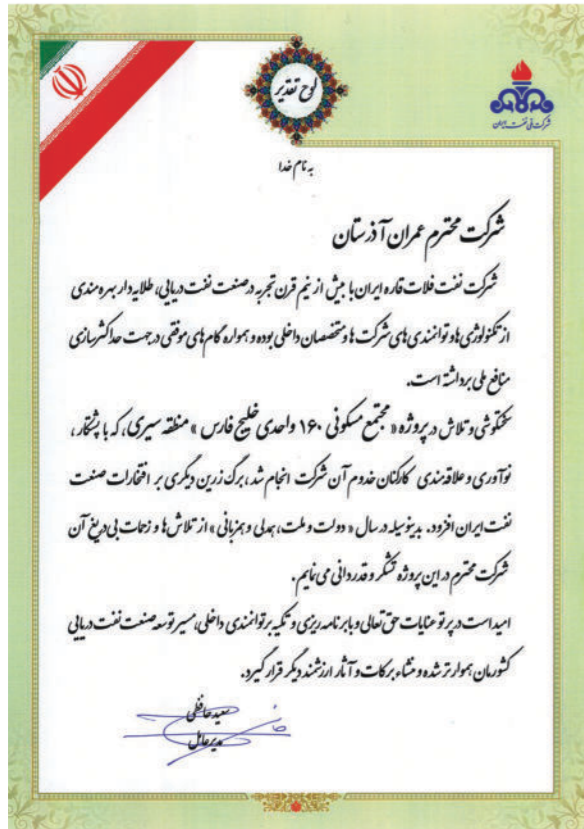 لوح تقدیر
شرکت ملی نفت ایران
به نام خدا
شرکت محترم عمران آذرستان
شرکت نفت فلات قاره ایران با بیش از نیم قرن تجربه در صنعت نفت دریایی، طلایه دار بهره مندی
از تکنولوژی ها و توانمندی های شرکت ها و متخصصان داخلی بوده و همواره گام های موفقی در جهت حداکثرسازی
منافع ملی برداشته است.
سختکوشی و تلاش در پروژه « مجتمع مسکونی ۱۶۰ واحدی خلیج فارس » منطقه سیری، که با پشتکار ،
نوآوری و علاقه مندی کارکنان خدوم آن شرکت انجام شد، برگ زرین دیگری بر افتخارات صنعت
نفت ایران افزود. بدینوسیله در سال « دولت و ملت، همدلی و همزبانی » از تلاش ها و زحمات بی دریغ آن
شرکت محترم در این پروژه تشکر و قدردانی می نمایم.
امید است در پرتو عنایات حق تعالی و با برنامه ریزی و تکیه بر توانمندی داخلی، مسیر توسعه صنعت نفت دریایی
کشورمان هموارتر شده و منشاء برکات و آثار ارزشمند دیگر قرار گیرد.
سعید حافظی
مدیرعامل